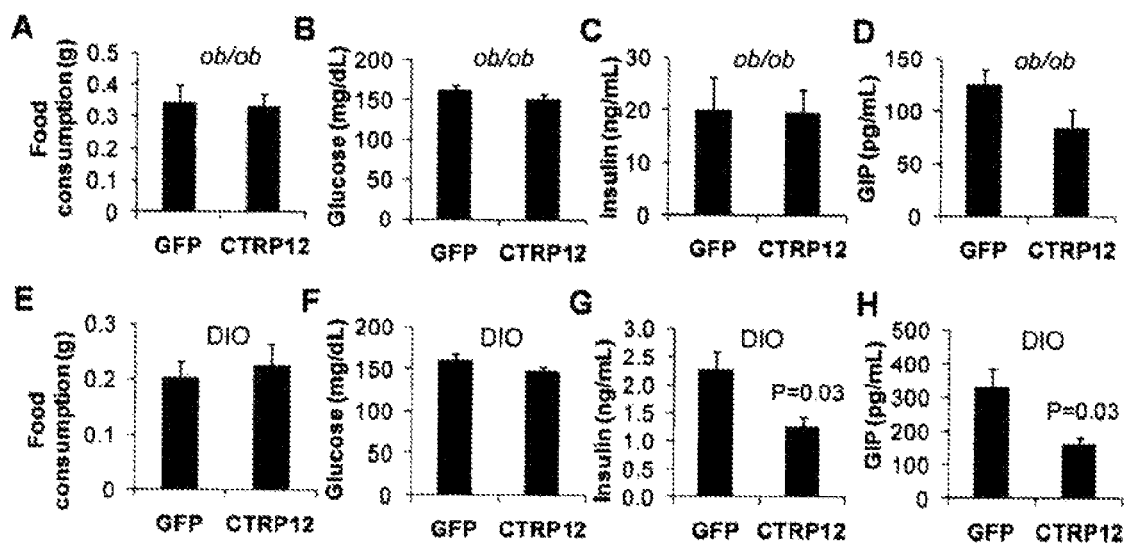 A
Food consumption (g)
0.5
0.4
0.3
0.2
0.1
0
ob/ob
GFP CTRP12
B
Glucose (mg/dL)
200
150
100
50
0
ob/ob
GFP CTRP12
C
Insulin (ng/mL)
30
20
10
0
ob/ob
GFP CTRP12
D
GIP (pg/mL)
150
100
50
0
ob/ob
GFP CTRP12
E
Food consumption (g)
0.3
0.2
0.1
0
DIO
GFP CTRP12
F
Glucose (mg/dL)
200
150
100
50
0
DIO
GFP CTRP12
G
Insulin (ng/mL)
3.0
2.5
2.0
1.5
1.0
0.5
0.0
DIO
P=0.03
GFP CTRP12
H
GIP (pg/mL)
500
400
300
200
100
0
DIO
P=0.03
GFP CTRP12